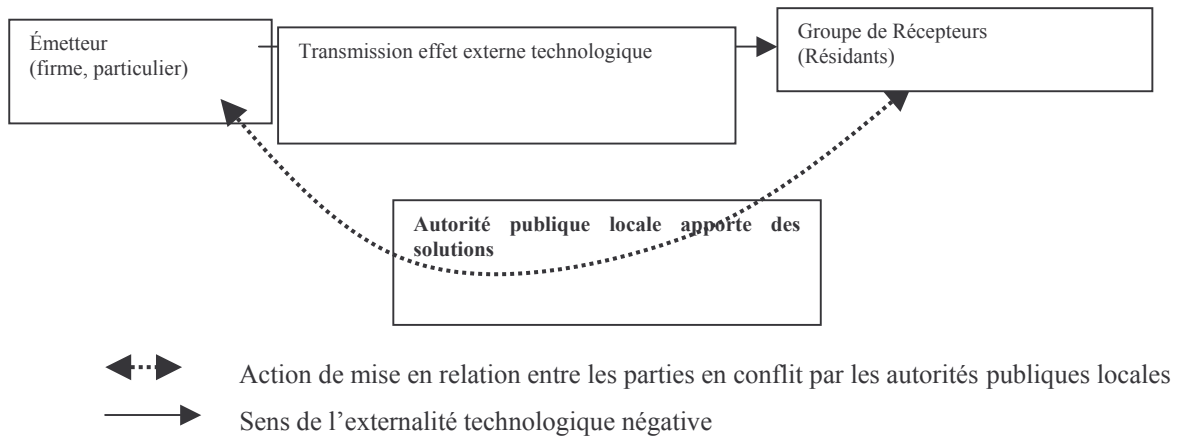 Émetteur
(firme, particulier)
Transmission effet externe technologique
Groupe de Récepteurs
(Résidants)
Autorité publique locale apporte des
solutions
Action de mise en relation entre les parties en conflit par les autorités publiques locales
Sens de l’externalité technologique négative